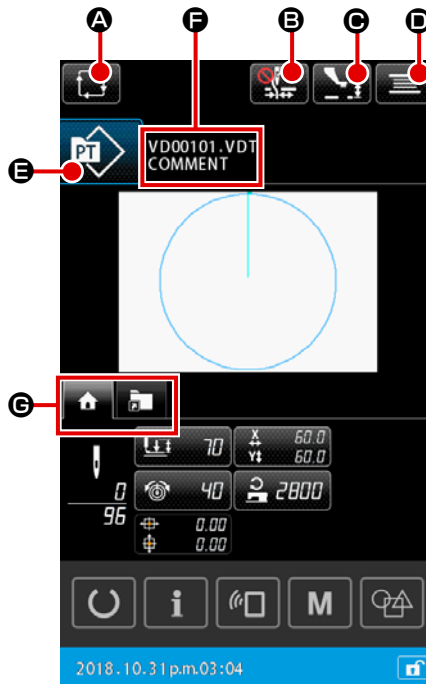 A
F
B
C
D
E
PT
VD00101.VDT
COMMENT
G
70
X 60.0
Y 60.0
0
96
40
2800
0.00
0.00
i
M
2018.10.31 p.m.03:04